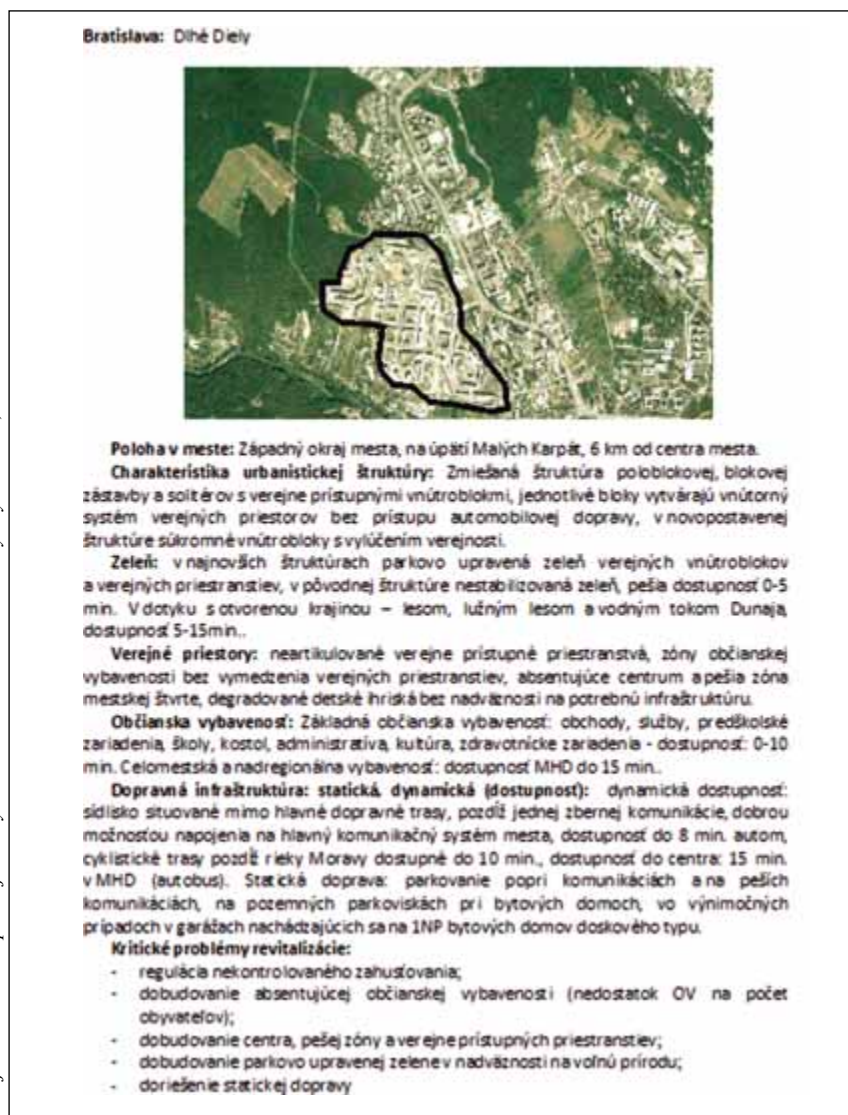 Bratislava: Dlhé Diely
Poloha v meste: Západný okraj mesta, na úpätí Malých Karpát, 6 km od centra mesta.
Charakteristika urbanistickej štruktúry: Zmiešaná štruktúra poloblokovej, blokovej
zástavby a solitérov s verejne prístupnými vnútroblokmi, jednotlivé bloky vytvárajú vnútorný
systém verejných priestorov bez prístupu automobilovej dopravy, v novopostavenej
štruktúre súkromné vnútrobloky s vylúčením verejnosti.
Zeleň: v najnovších štruktúrach parkovo upravená zeleň verejných vnútroblokov
a verejných priestranstiev, v pôvodnej štruktúre nestabilizovaná zeleň, pešia dostupnosť 0-5
min. V dotyku s otvorenou krajinou – lesom, lužným lesom a vodným tokom Dunaja,
dostupnosť 5-15min..
Verejné priestory: neartikulované verejne prístupné priestranstvá, zóny občianskej
vybavenosti bez vymedzenia verejných priestranstiev, absentujúce centrum a pešia zóna
mestskej štvrte, degradované detské ihriská bez nadväznosti na potrebnú infraštruktúru.
Občianska vybavenosť: Základná občianska vybavenosť: obchody, služby, predškolské
zariadenia, školy, kostol, administratíva, kultúra, zdravotnícke zariadenia - dostupnosť: 0-10
min. Celomestská a nadregionálna vybavenosť: dostupnosť MHD do 15 min..
Dopravná infraštruktúra: statická, dynamická (dostupnosť): dynamická dostupnosť:
sídlisko situované mimo hlavné dopravné trasy, pozdĺž jednej zbernej komunikácie, dobrou
možnosťou napojenia na hlavný komunikačný systém mesta, dostupnosť do 8 min. autom,
cyklistické trasy pozdĺž rieky Moravy dostupné do 10 min., dostupnosť do centra: 15 min.
v MHD (autobus). Statická doprava: parkovanie popri komunikáciách a na peších
komunikáciách, na pozemných parkoviskách pri bytových domoch, vo výnimočných
prípadoch v garážach nachádzajúcich sa na 1NP bytových domov doskového typu.
Kritické problémy revitalizácie:
- regulácia nekontrolovaného zahusťovania;
- dobudovanie absentujúcej občianskej vybavenosti (nedostatok OV na počet
obyvateľov);
- dobudovanie centra, pešej zóny a verejne prístupných priestranstiev;
- dobudovanie parkovo upravenej zelene v nadväznosti na voľnú prírodu;
- doriešenie statickej dopravy